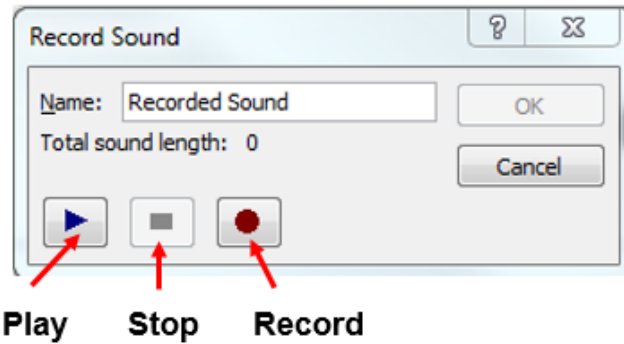 Record Sound
Name: Recorded Sound
OK
Total sound length: 0
Cancel
Play Stop Record